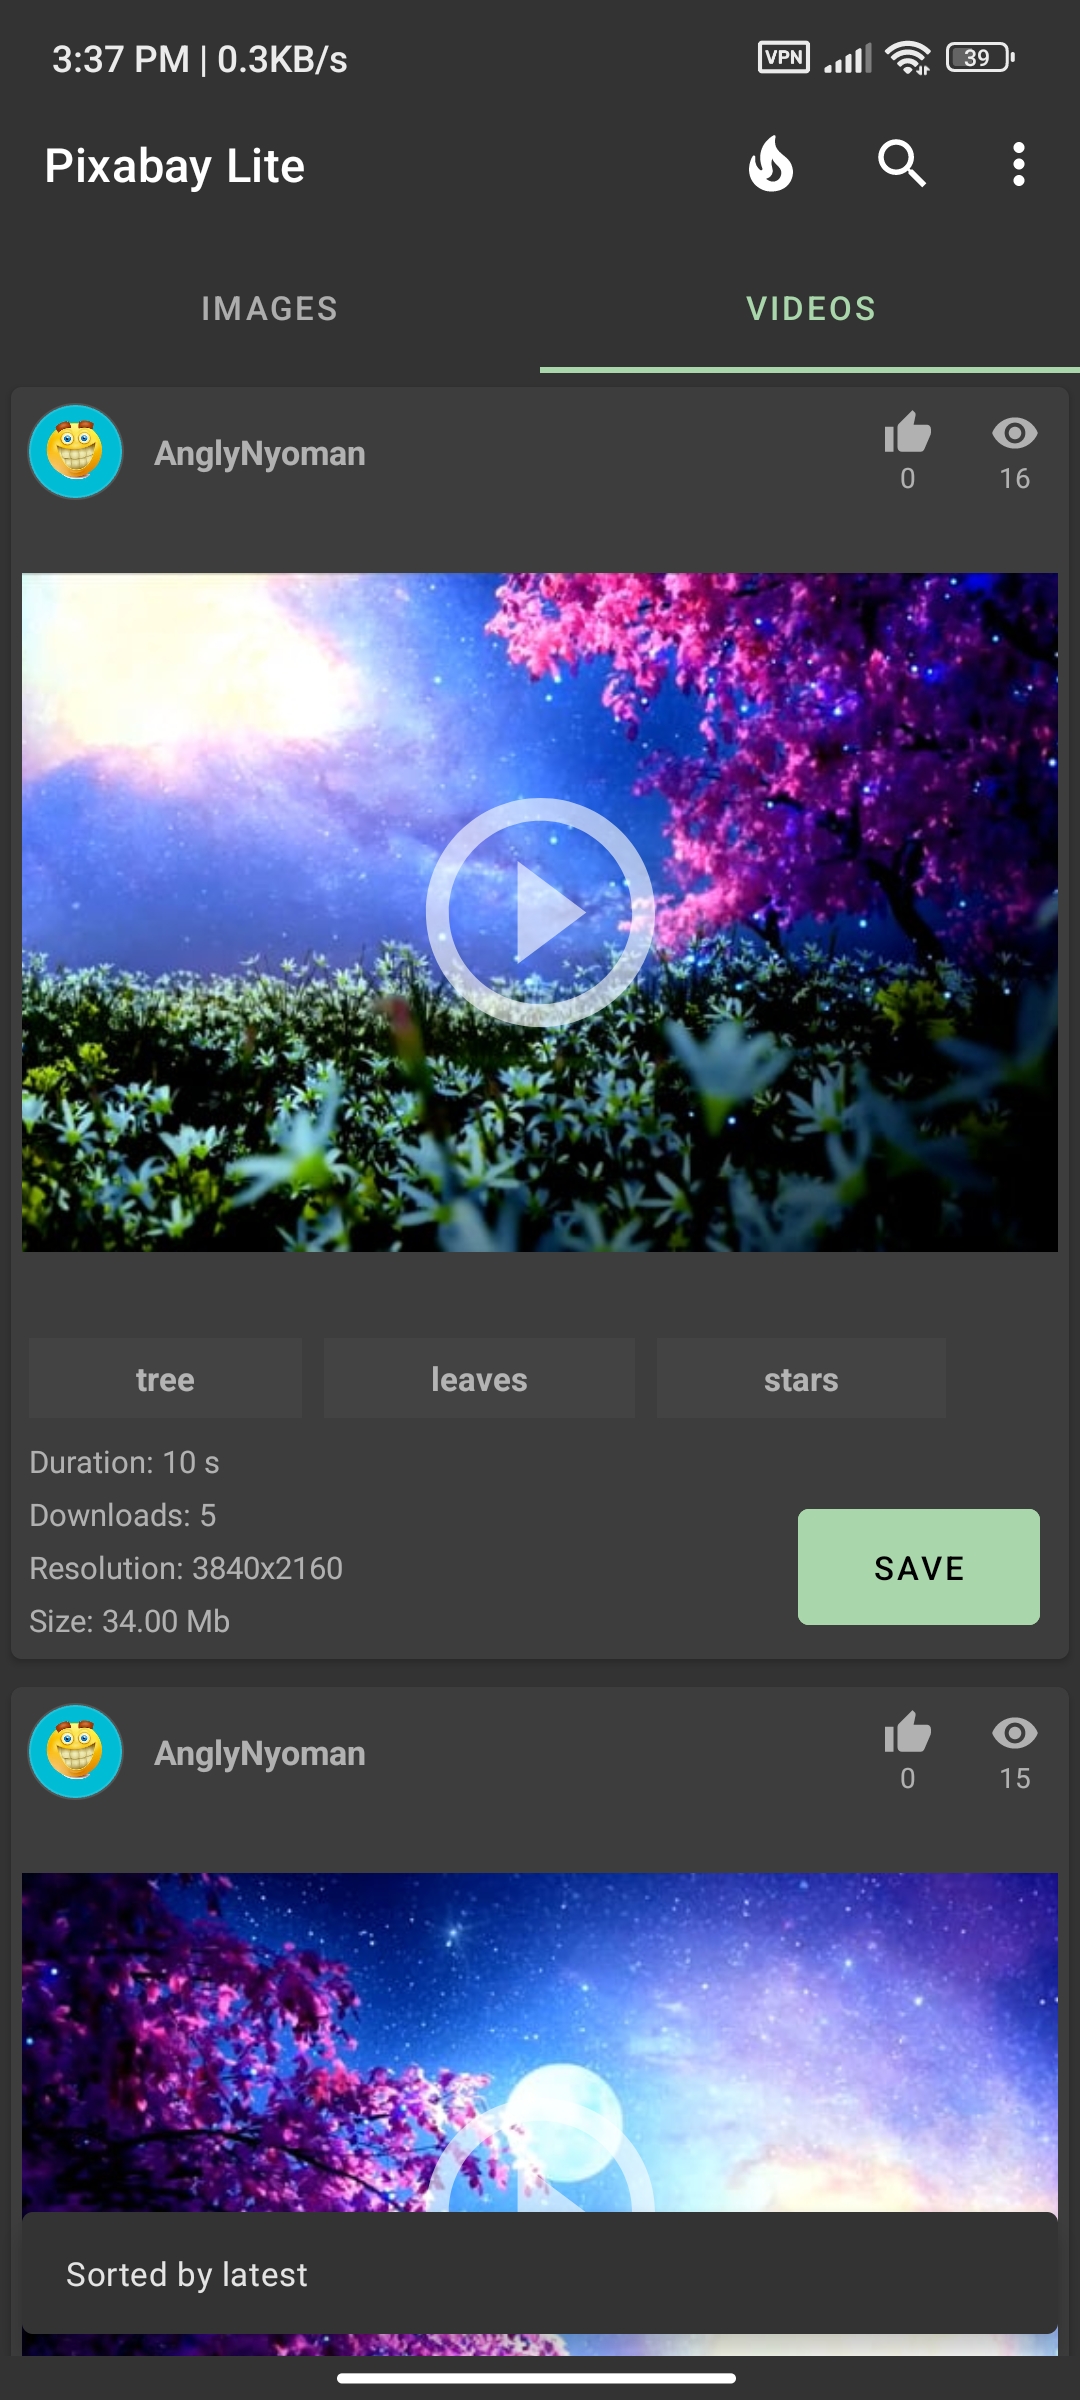 3:37 PM | 0.3KB/s VPN 39
Pixabay Lite
IMAGES VIDEOS
AnglyNyoman
0 16
tree leaves stars
Duration: 10 s
Downloads: 5
Resolution: 3840x2160
Size: 34.00 Mb
SAVE
AnglyNyoman
0 15
Sorted by latest